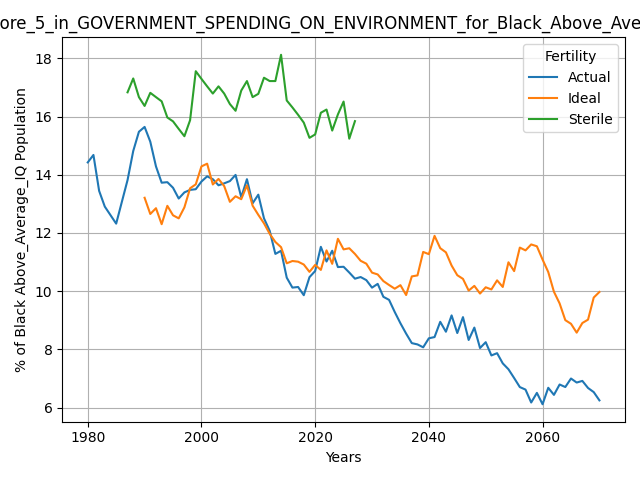 ore_5_in_GOVERNMENT_SPENDING_ON_ENVIRONMENT_for_Black_Above_Ave
Fertility
Actual
Ideal
Sterile
% of Black Above_Average_IQ Population
18
16
14
12
10
8
6
1980
2000
2020
2040
2060
Years